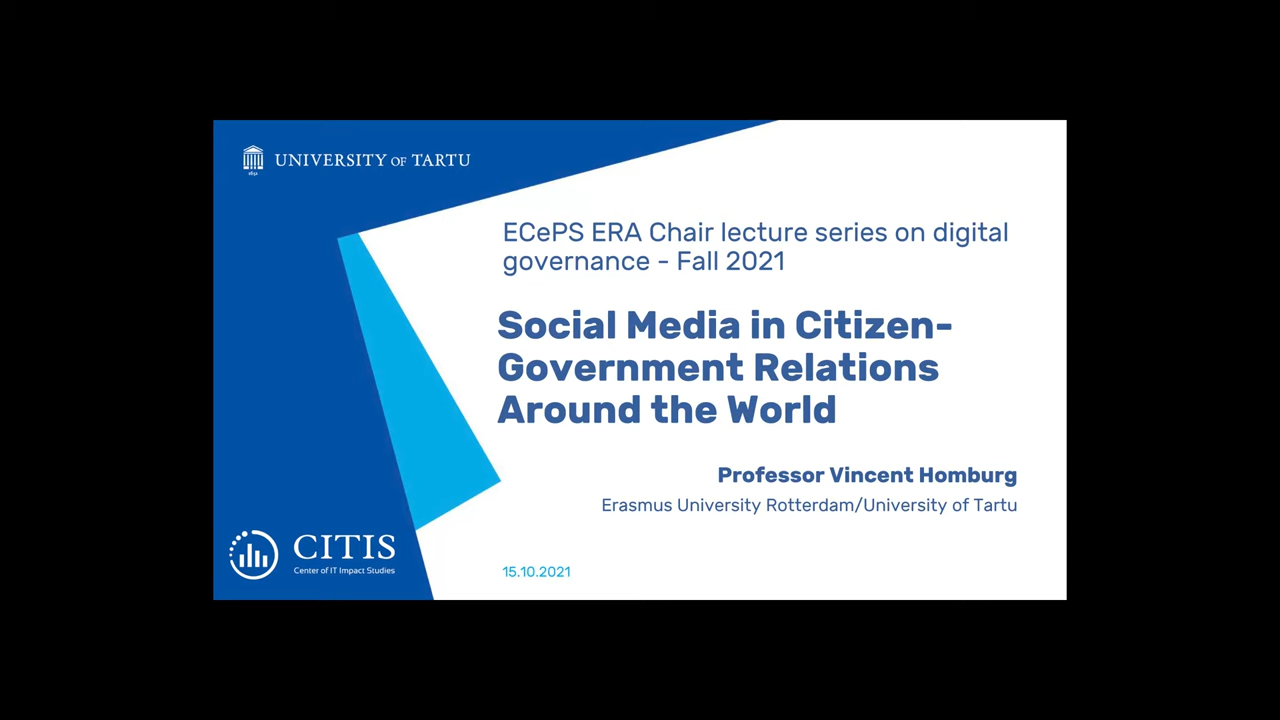 UNIVERSITY OF TARTU
1632
ECePS ERA Chair lecture series on digital
governance - Fall 2021
Social Media in Citizen-
Government Relations
Around the World
Professor Vincent Homburg
Erasmus University Rotterdam/University of Tartu
CITIS
Center of IT Impact Studies
15.10.2021